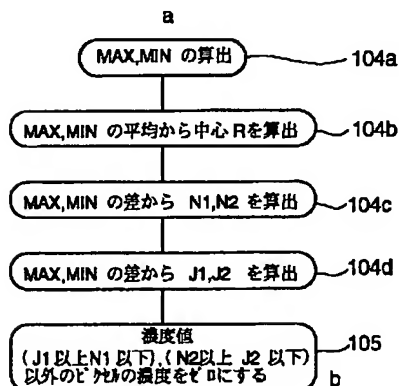 a
MAX,MIN の算出
104a
MAX,MIN の平均から中心 Rを算出
104b
MAX,MIN の差から N1,N2 を算出
104c
MAX,MIN の差から J1,J2 を算出
104d
濃度値
(J1以上N1以下),(N2以上 J2以下)
以外のピクセルの濃度をゼロにする
105
b